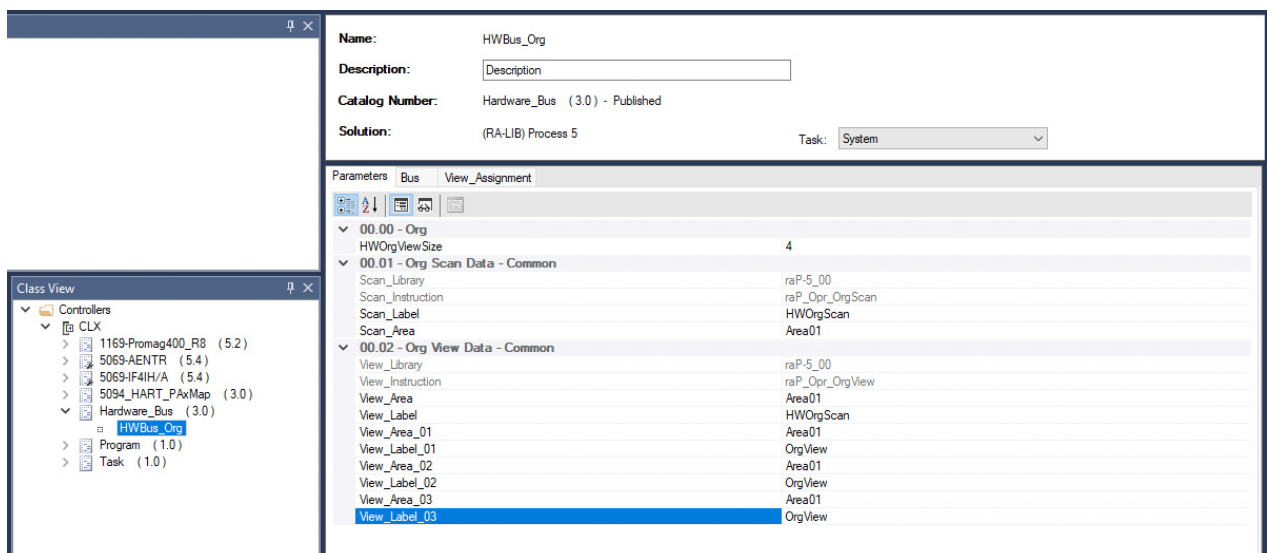 Name: HWBus_Org
Description: Description
Catalog Number: Hardware_Bus (3.0) - Published
Solution: (RA-LIB) Process 5
Task: System
Parameters Bus View_Assignment
00.00 - Org
HWOrgViewSize 4
00.01 - Org Scan Data - Common
Scan_Library raP-5_00
Scan_Instruction raP_Opr_OrgScan
Scan_Label HWOrgScan
Scan_Area Area01
00.02 - Org View Data - Common
View_Library raP-5_00
View_Instruction raP_Opr_OrgView
View_Area Area01
View_Label HWOrgScan
View_Area_01 Area01
View_Label_01 OrgView
View_Area_02 Area01
View_Label_02 OrgView
View_Area_03 Area01
View_Label_03 OrgView
Class View
Controllers
CLX
1169-Promag400_R8 (5.2)
5069-AENTR (5.4)
5069-IF4IH/A (5.4)
5094_HART_PAxMap (3.0)
Hardware_Bus (3.0)
HWBus_Org
Program (1.0)
Task (1.0)